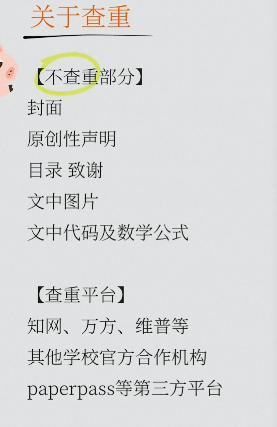 关于查重
【不查重部分】
封面
原创性声明
目录 致谢
文中图片
文中代码及数学公式
【查重平台】
知网、万方、维普等
其他学校官方合作机构
paperpass等第三方平台